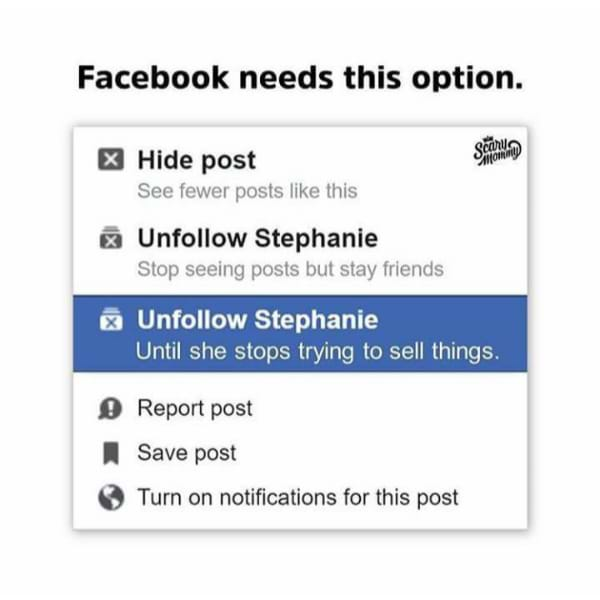 Facebook needs this option.
Scary Mommy
Hide post
See fewer posts like this
Unfollow Stephanie
Stop seeing posts but stay friends
Unfollow Stephanie
Until she stops trying to sell things.
Report post
Save post
Turn on notifications for this post